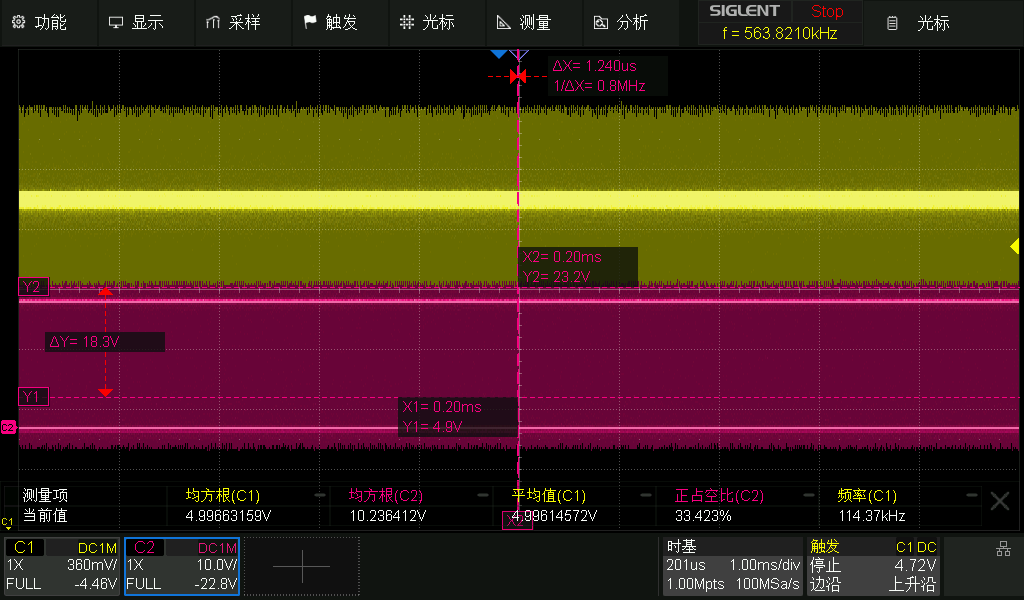 功能 显示 采样 触发 光标 测量 分析 SIGLENT Stop 光标
f = 563.8210kHz
ΔX= 1.240us
1/ΔX= 0.8MHz
X2= 0.20ms
Y2= 23.2V
Y2
ΔY= 18.3V
Y1
X1= 0.20ms
Y1= 4.9V
C2
测量项 均方根(C1) 均方根(C2) 平均值(C1) 正占空比(C2) 频率(C1)
当前值 4.99663159V 10.236412V 4.99614572V 33.423% 114.37kHz
X2
C1
C1 DC1M C2 DC1M 时基 触发 C1 DC
1X 360mV/ 1X 10.0V/ 201us 1.00ms/div 停止 4.72V
FULL -4.46V FULL -22.8V 1.00Mpts 100MSa/s 边沿 上升沿